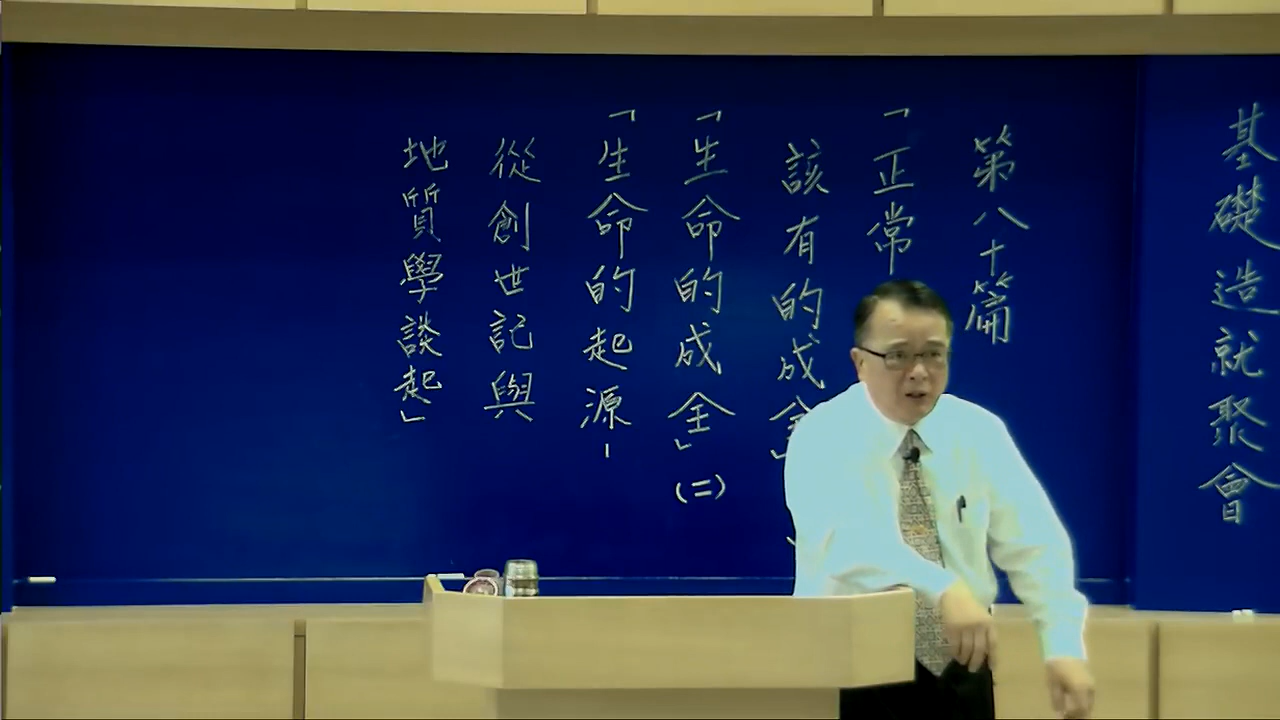 基礎造就聚會
第八十篇
「正常
該有的成全」
「生命的成全」(二)
「生命的起源-
從創世記與
地質學談起」